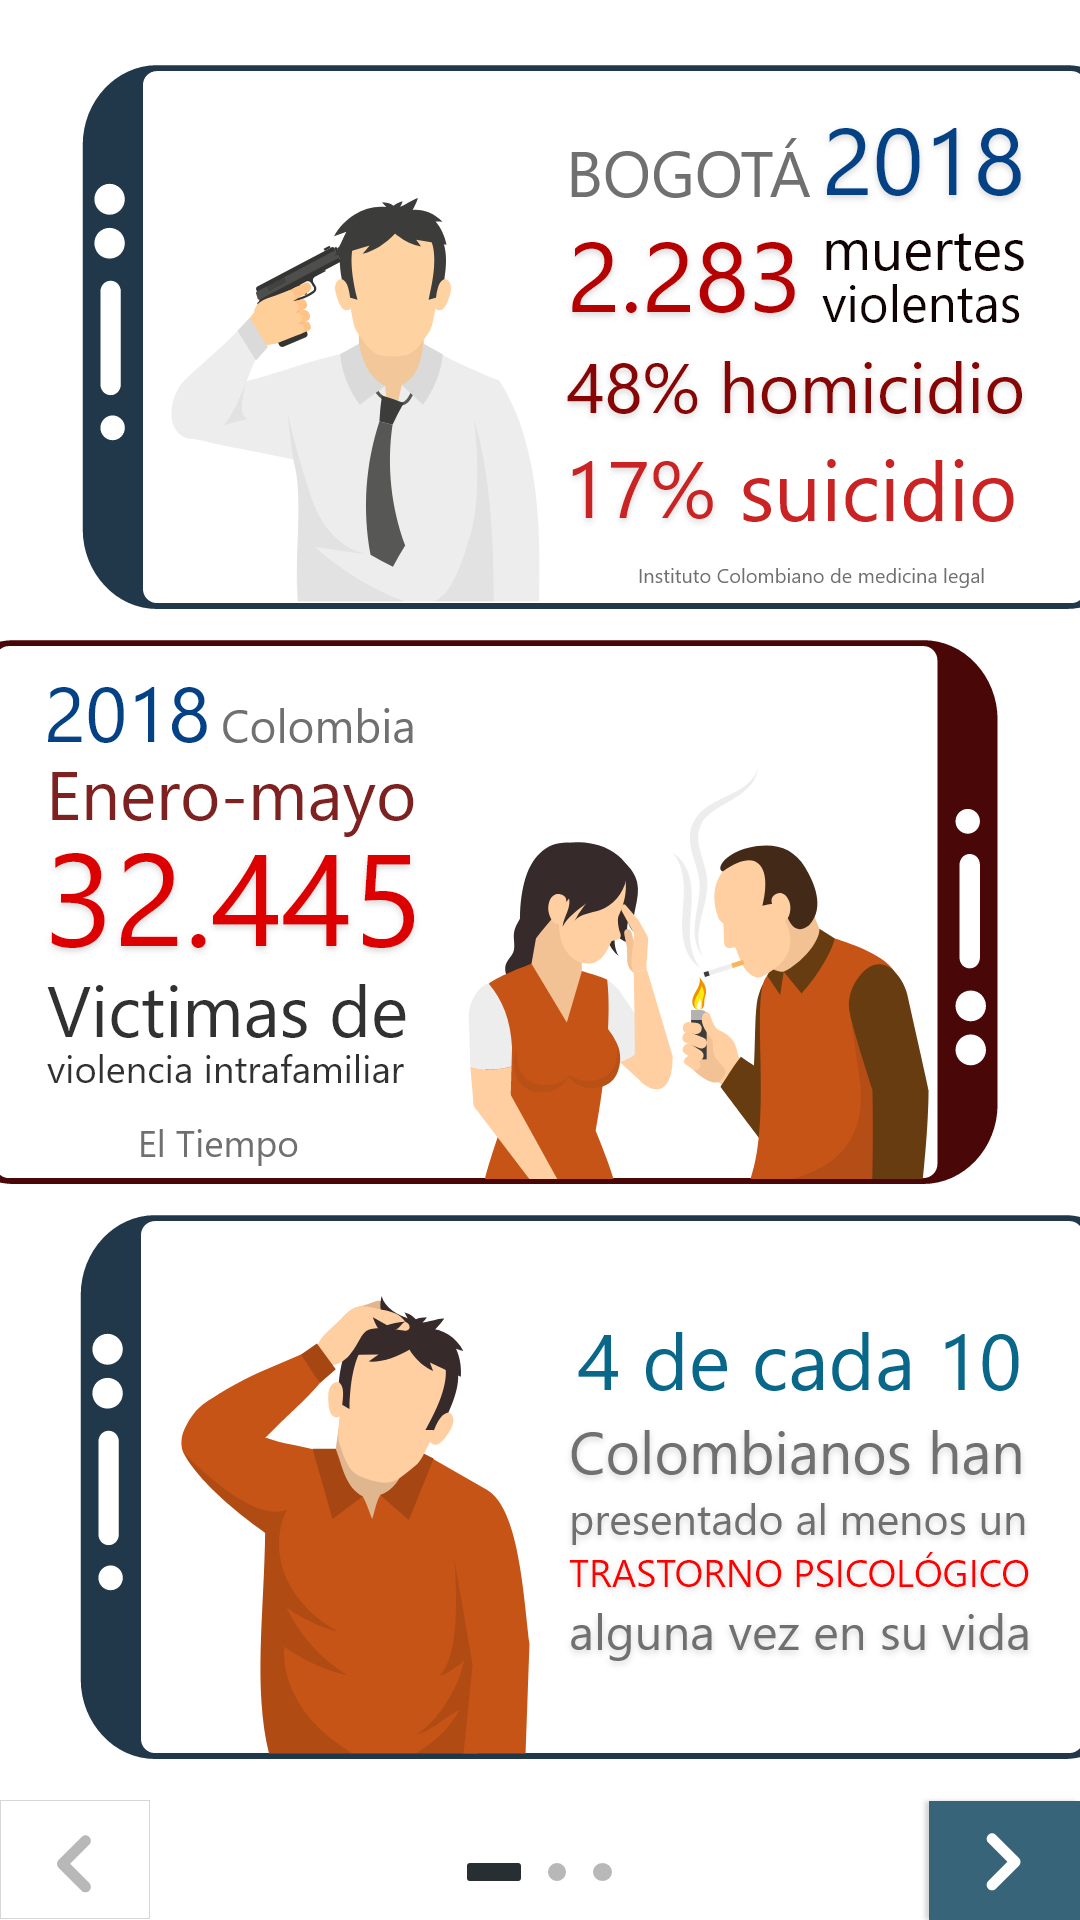 BOGOTÁ 2018
2.283 muertes
violentas
48% homicidio
17% suicidio
Instituto Colombiano de medicina legal
2018 Colombia
Enero-mayo
32.445
Victimas de
violencia intrafamiliar
El Tiempo
4 de cada 10
Colombianos han
presentado al menos un
TRASTORNO PSICOLÓGICO
alguna vez en su vida